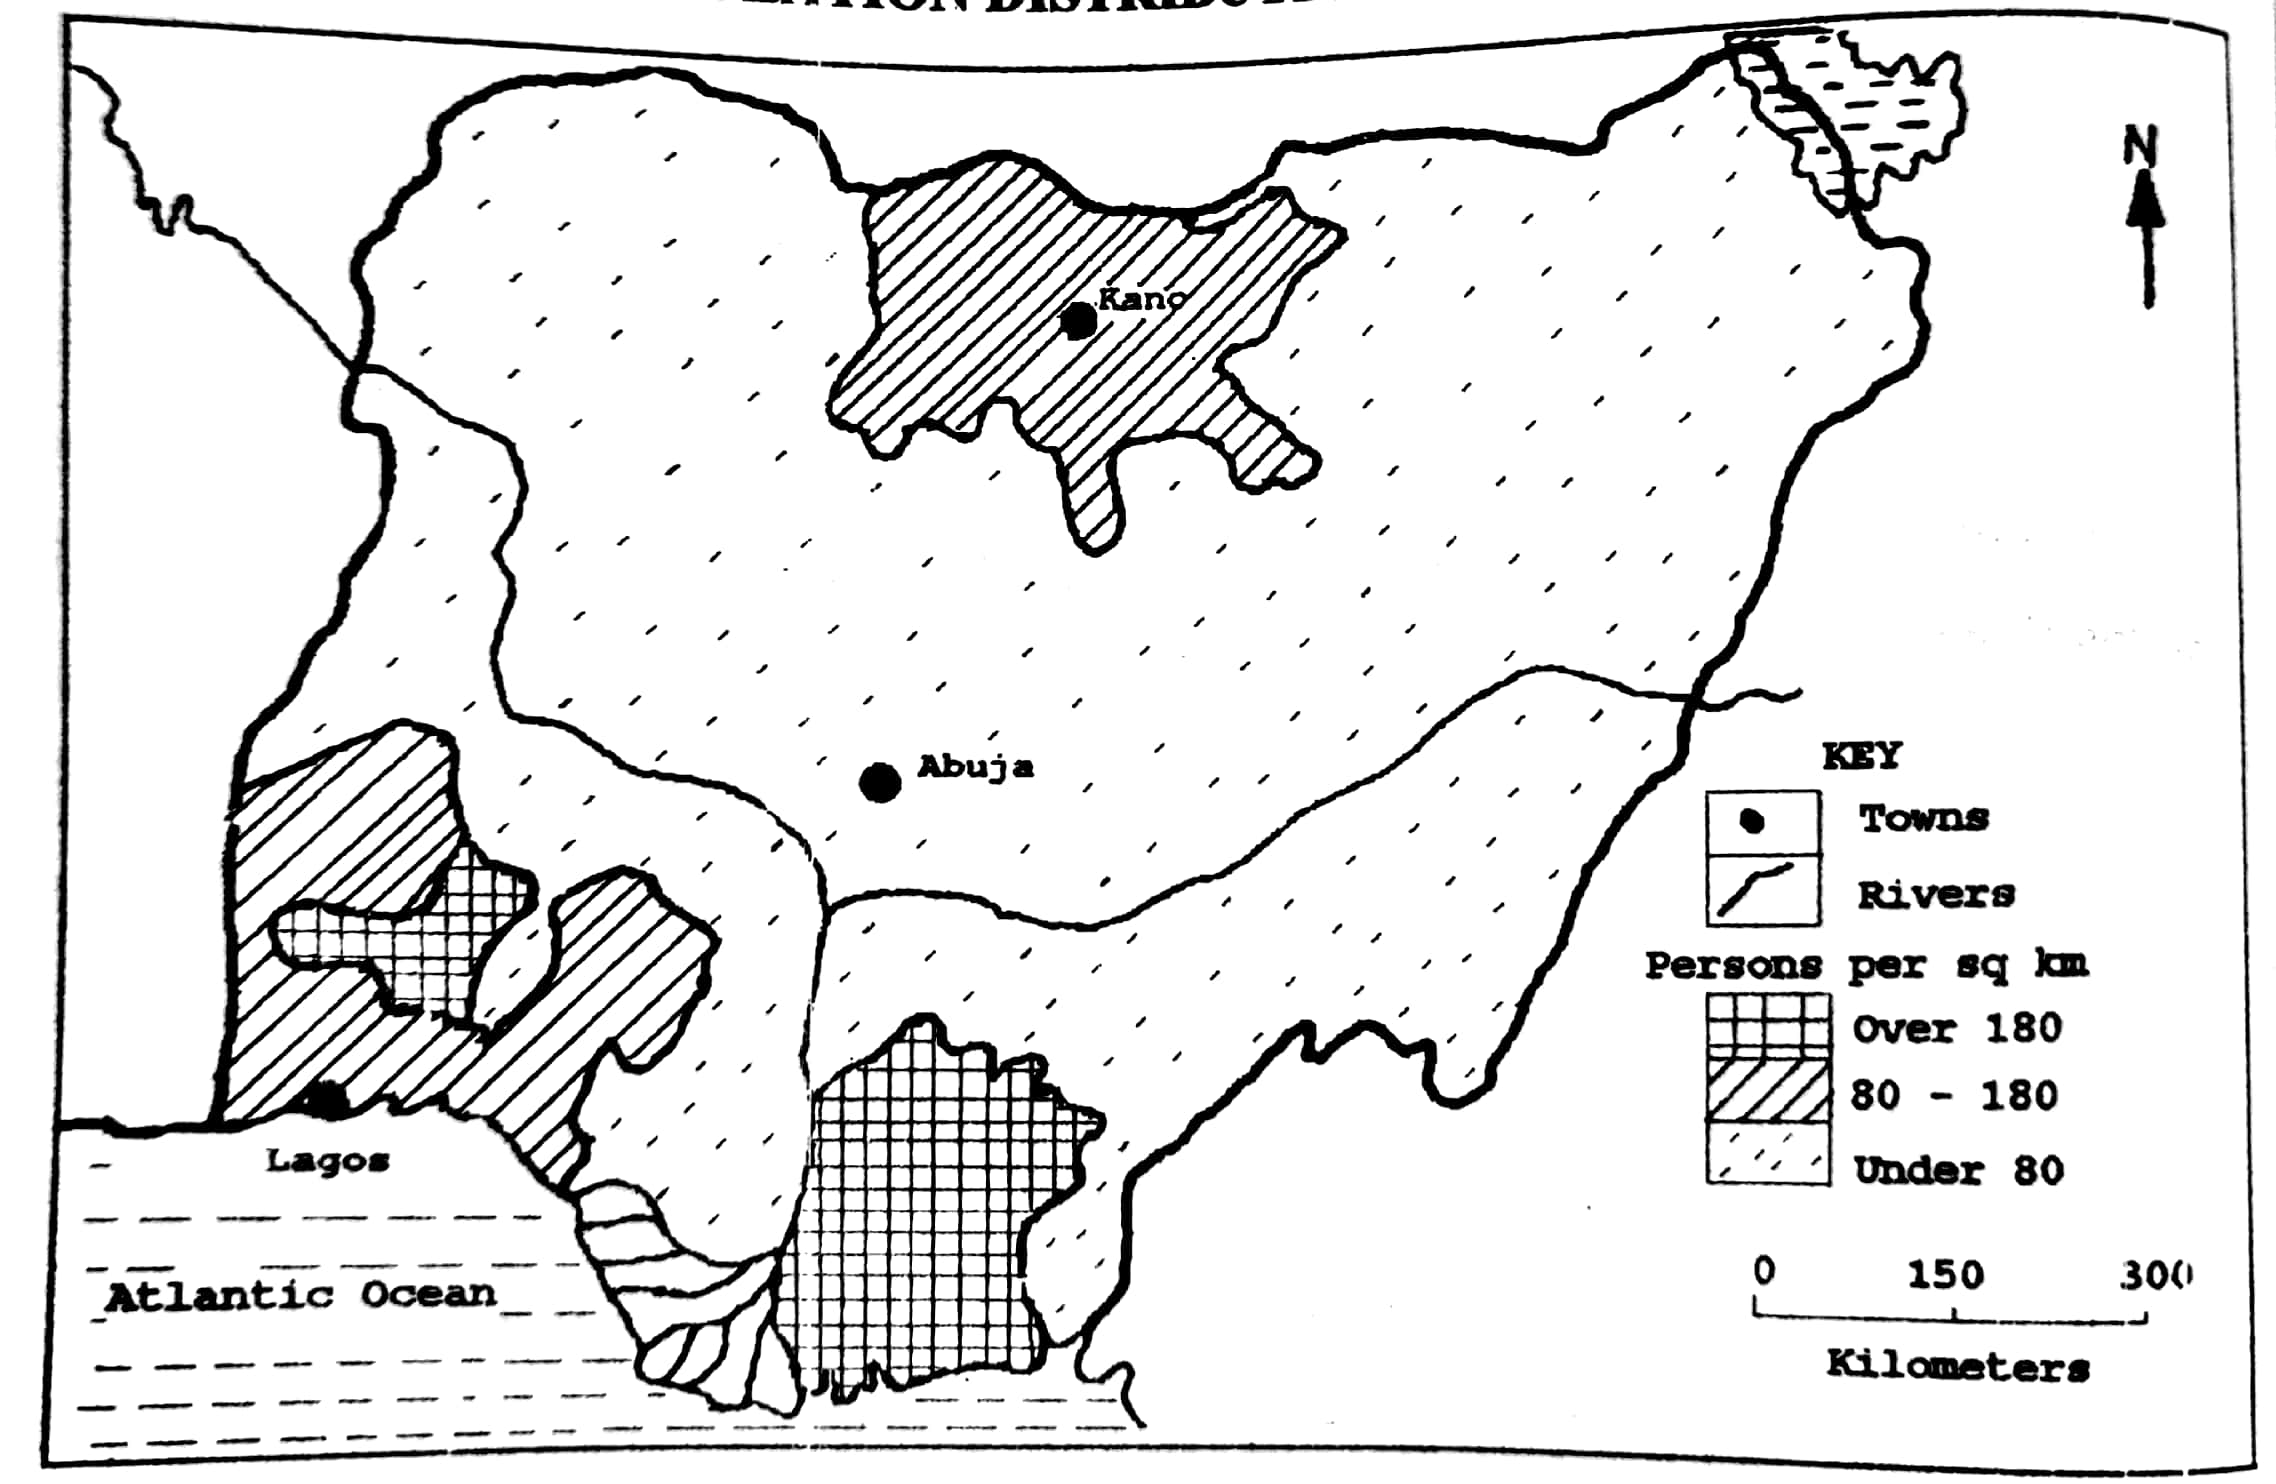 N
Kano
Abuja
Lagos
Atlantic Ocean
KEY
Towns
Rivers
Persons per sq km
Over 180
80 - 180
Under 80
0 150 300
Kilometers